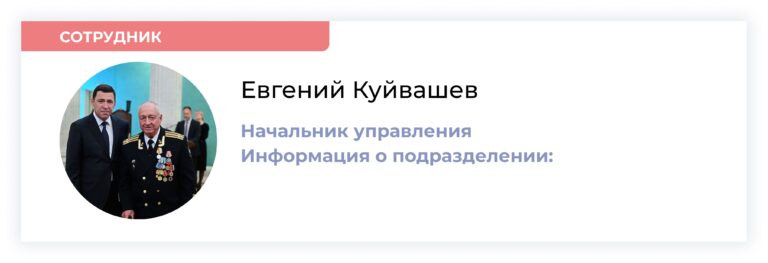 СОТРУДНИК
Евгений Куйвашев
Начальник управления
Информация о подразделении: